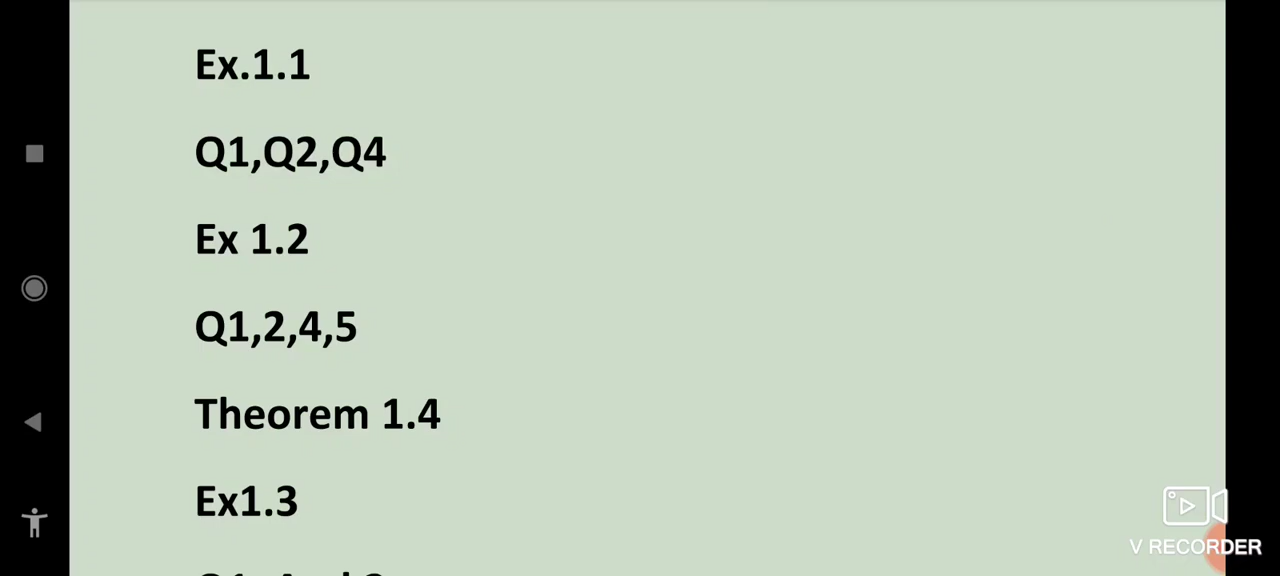 Ex.1.1
Q1,Q2,Q4
Ex 1.2
Q1,2,4,5
Theorem 1.4
Ex1.3
V RECORDER